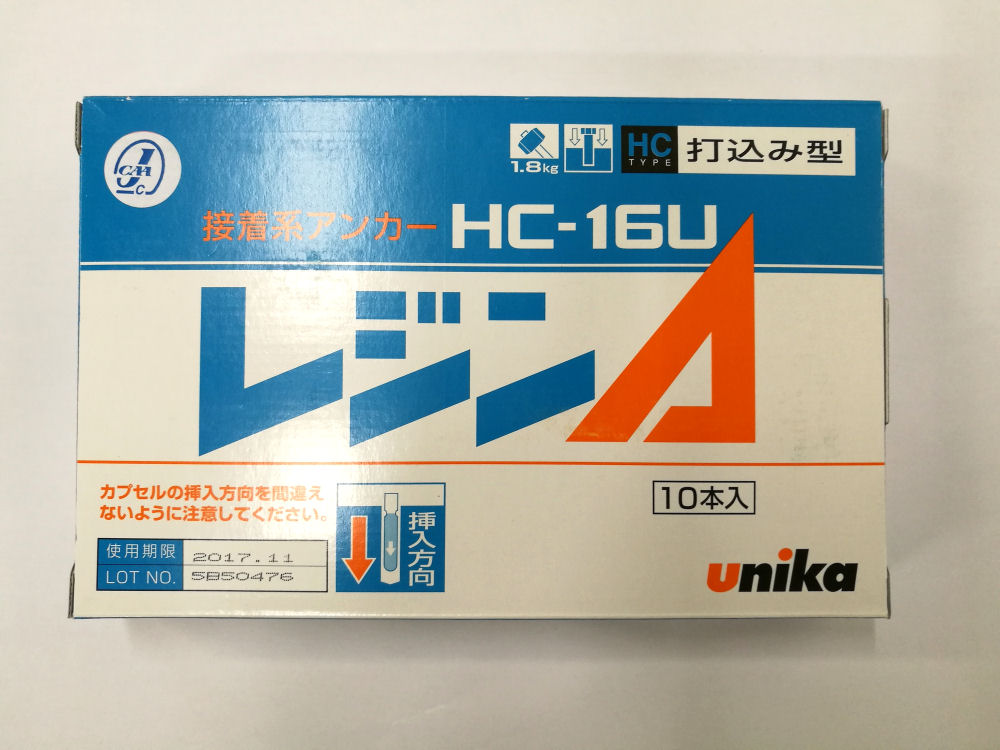 JCAA
C
1.8kg
HC
TYPE
打込み型
接着系アンカー HC-16U
レジンA
カプセルの挿入方向を間違え
ないように注意してください。
挿入方向
10本入
使用期限 2017.11
LOT NO. 5B50476
unika